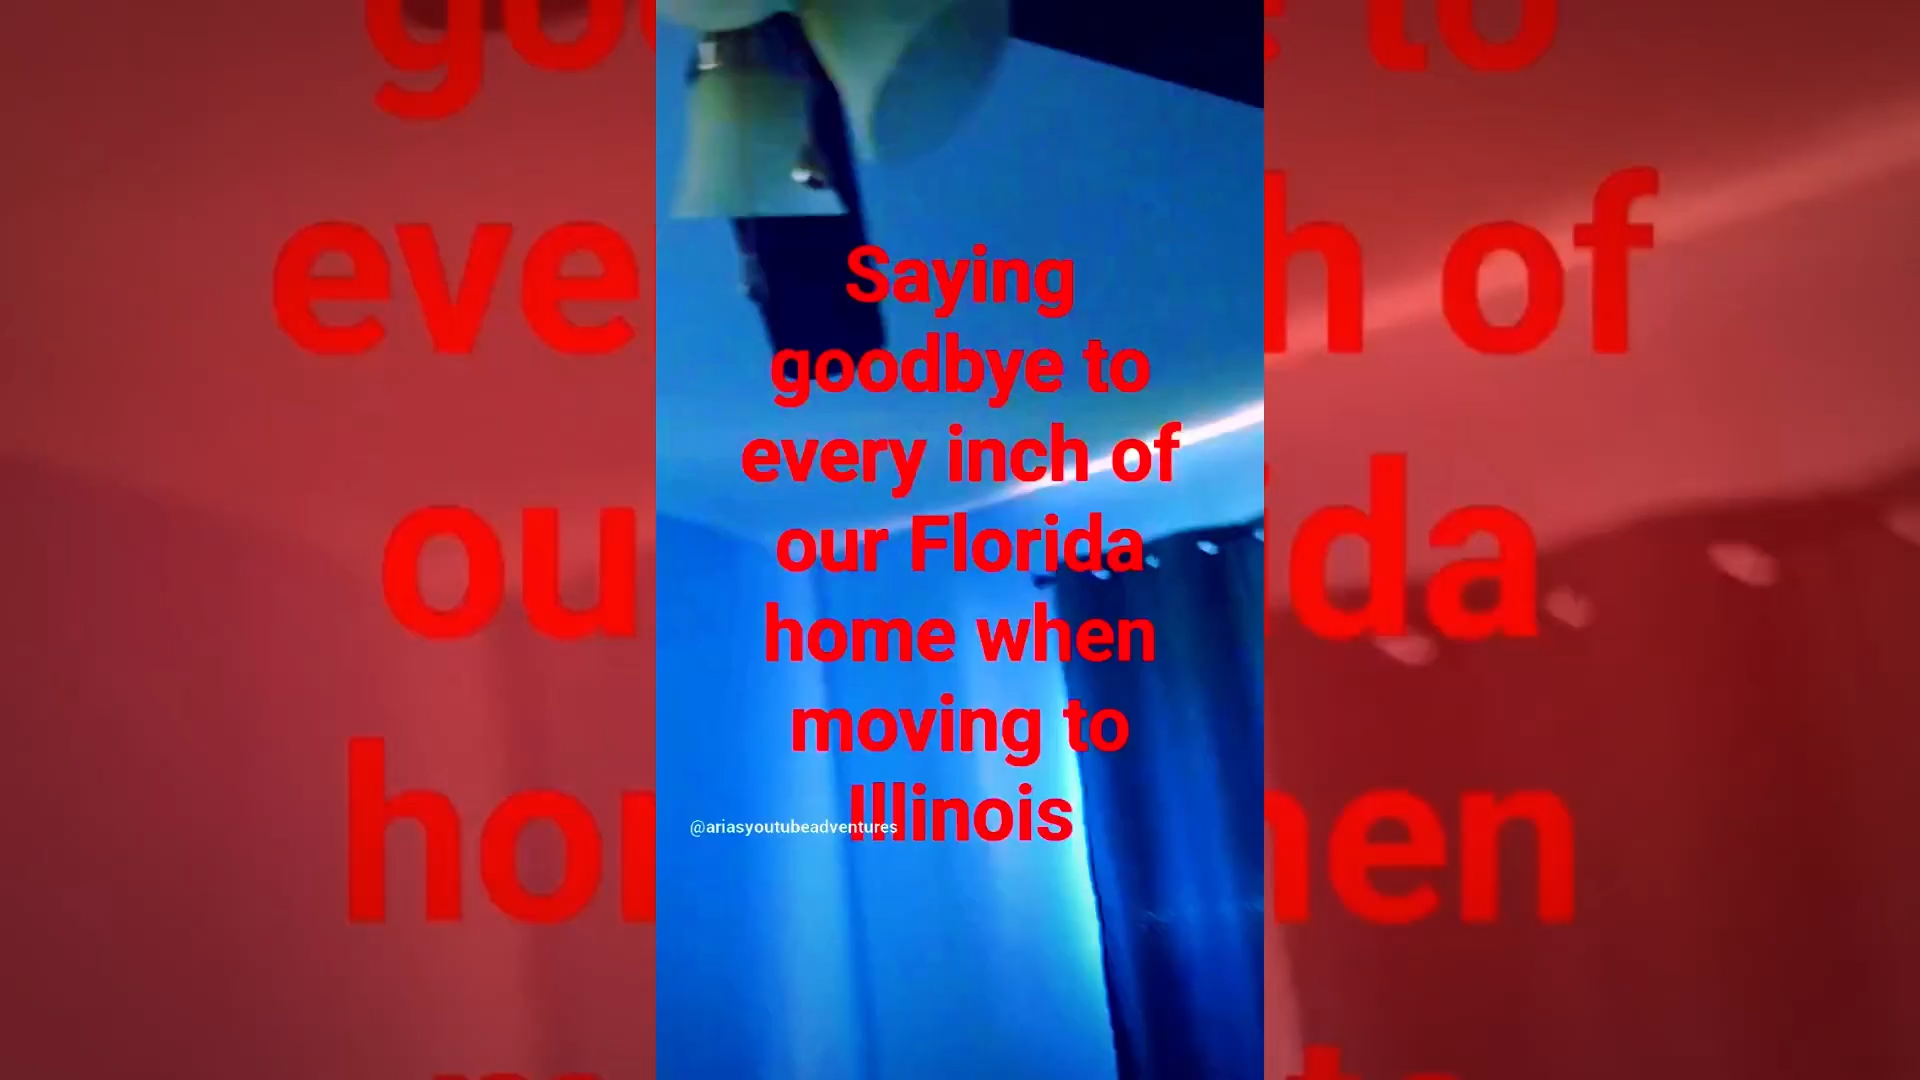 Saying
goodbye to
every inch of
our Florida
home when
moving to
Illinois
@ariasyoutubeadventures